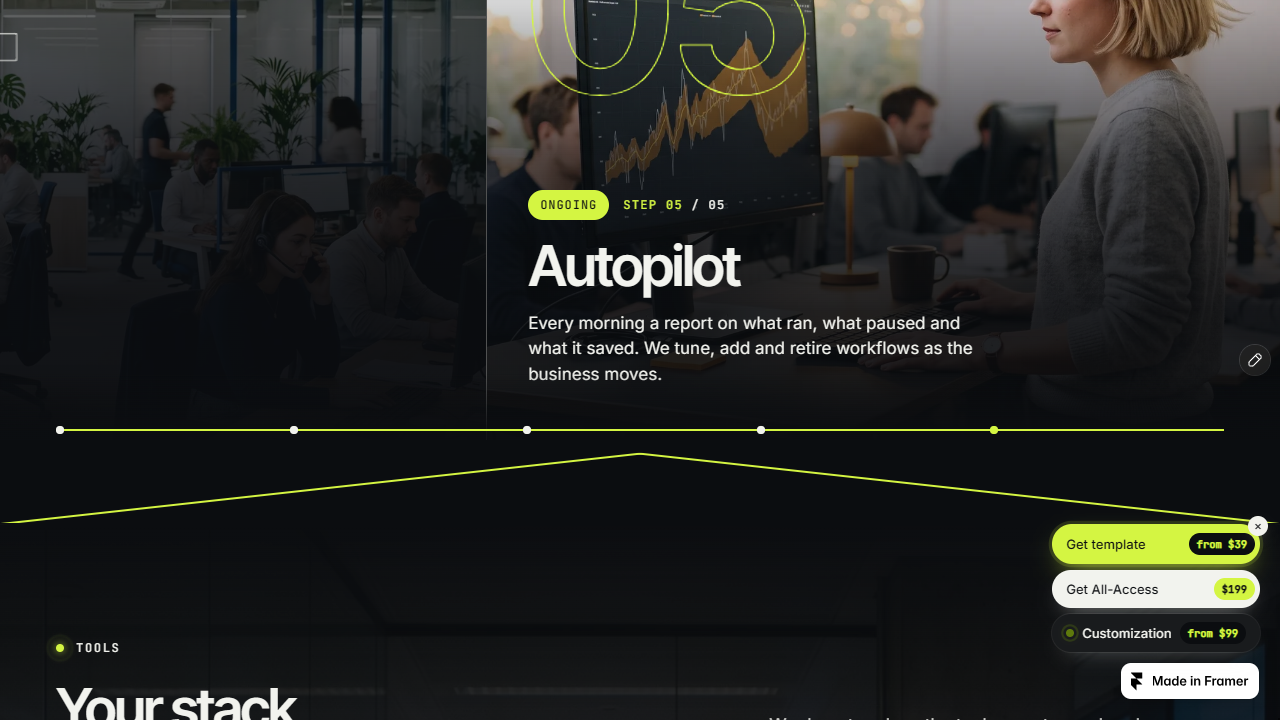 05
ONGOING
STEP 05 / 05
Autopilot
Every morning a report on what ran, what paused and
what it saved. We tune, add and retire workflows as the
business moves.
Get template
from $39
Get All-Access
$199
Customization
from $99
Made in Framer
TOOLS
Your stack